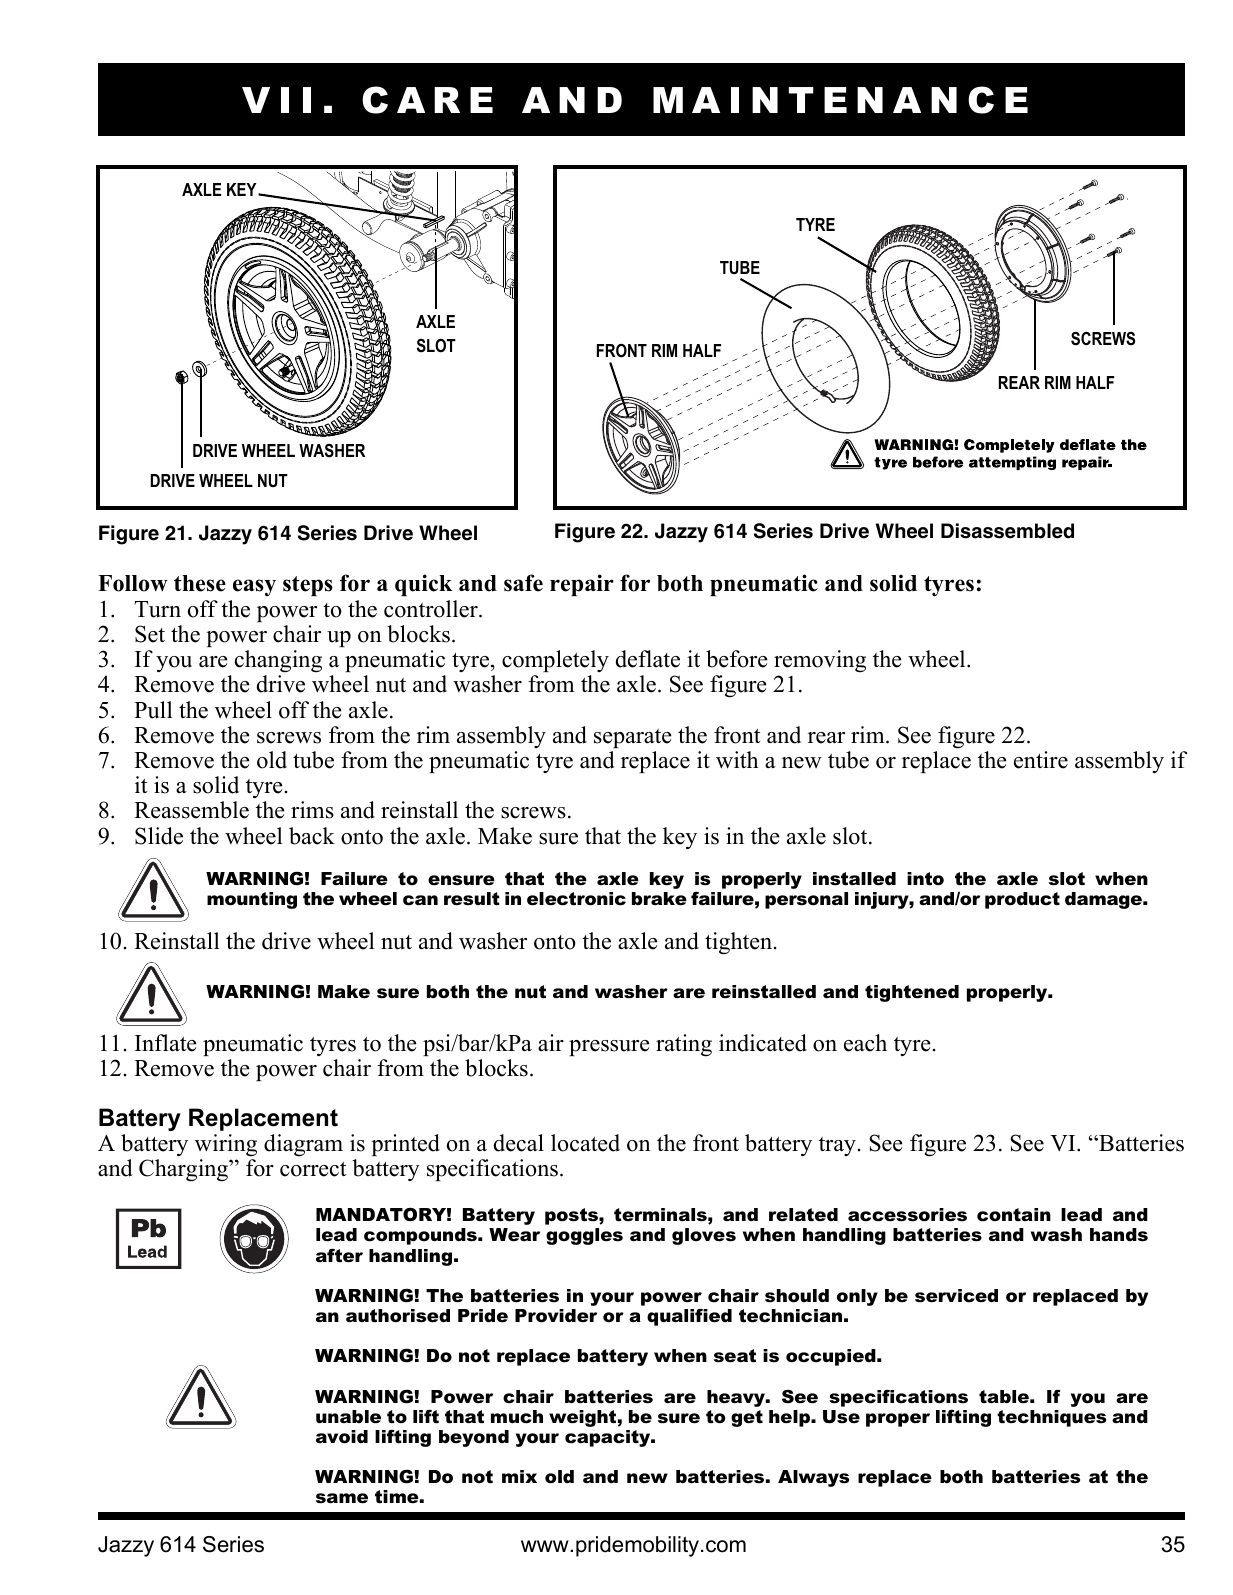 VII. CARE AND MAINTENANCE
AXLE KEY
AXLE
SLOT
DRIVE WHEEL WASHER
DRIVE WHEEL NUT
TYRE
TUBE
FRONT RIM HALF
SCREWS
REAR RIM HALF
WARNING! Completely deflate the
tyre before attempting repair.
Figure 21. Jazzy 614 Series Drive Wheel
Figure 22. Jazzy 614 Series Drive Wheel Disassembled
Follow these easy steps for a quick and safe repair for both pneumatic and solid tyres:
1. Turn off the power to the controller.
2. Set the power chair up on blocks.
3. If you are changing a pneumatic tyre, completely deflate it before removing the wheel.
4. Remove the drive wheel nut and washer from the axle. See figure 21.
5. Pull the wheel off the axle.
6. Remove the screws from the rim assembly and separate the front and rear rim. See figure 22.
7. Remove the old tube from the pneumatic tyre and replace it with a new tube or replace the entire assembly if
it is a solid tyre.
8. Reassemble the rims and reinstall the screws.
9. Slide the wheel back onto the axle. Make sure that the key is in the axle slot.
WARNING! Failure to ensure that the axle key is properly installed into the axle slot when
mounting the wheel can result in electronic brake failure, personal injury, and/or product damage.
10. Reinstall the drive wheel nut and washer onto the axle and tighten.
WARNING! Make sure both the nut and washer are reinstalled and tightened properly.
11. Inflate pneumatic tyres to the psi/bar/kPa air pressure rating indicated on each tyre.
12. Remove the power chair from the blocks.
Battery Replacement
A battery wiring diagram is printed on a decal located on the front battery tray. See figure 23. See VI. “Batteries
and Charging” for correct battery specifications.
Pb
Lead
MANDATORY! Battery posts, terminals, and related accessories contain lead and
lead compounds. Wear goggles and gloves when handling batteries and wash hands
after handling.
WARNING! The batteries in your power chair should only be serviced or replaced by
an authorised Pride Provider or a qualified technician.
WARNING! Do not replace battery when seat is occupied.
WARNING! Power chair batteries are heavy. See specifications table. If you are
unable to lift that much weight, be sure to get help. Use proper lifting techniques and
avoid lifting beyond your capacity.
WARNING! Do not mix old and new batteries. Always replace both batteries at the
same time.
Jazzy 614 Series
www.pridemobility.com
35